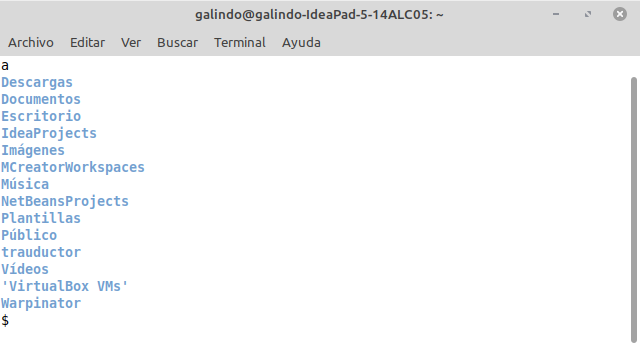 galindo@galindo-IdeaPad-5-14ALC05: ~
Archivo Editar Ver Buscar Terminal Ayuda
a
Descargas
Documentos
Escritorio
IdeaProjects
Imágenes
MCreatorWorkspaces
Música
NetBeansProjects
Plantillas
Público
trauductor
Vídeos
'VirtualBox VMs'
Warpinator
$